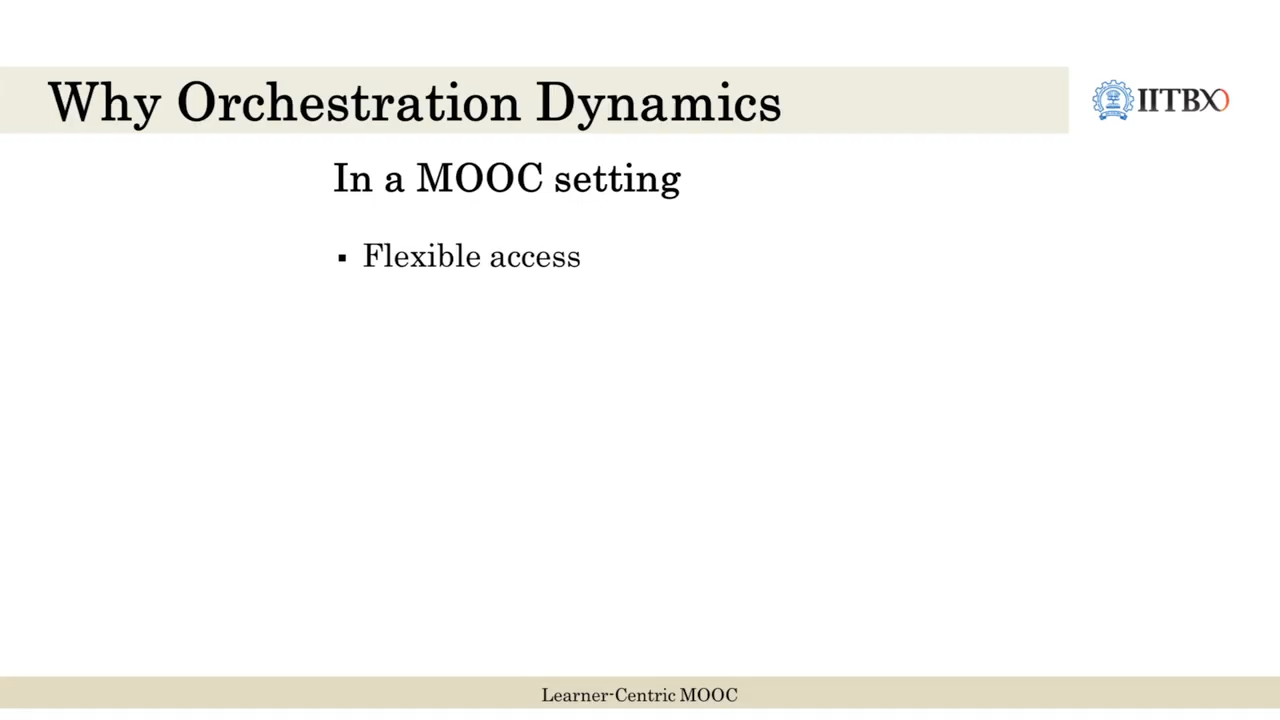 Why Orchestration Dynamics
IITBX
In a MOOC setting
▪ Flexible access
Learner-Centric MOOC